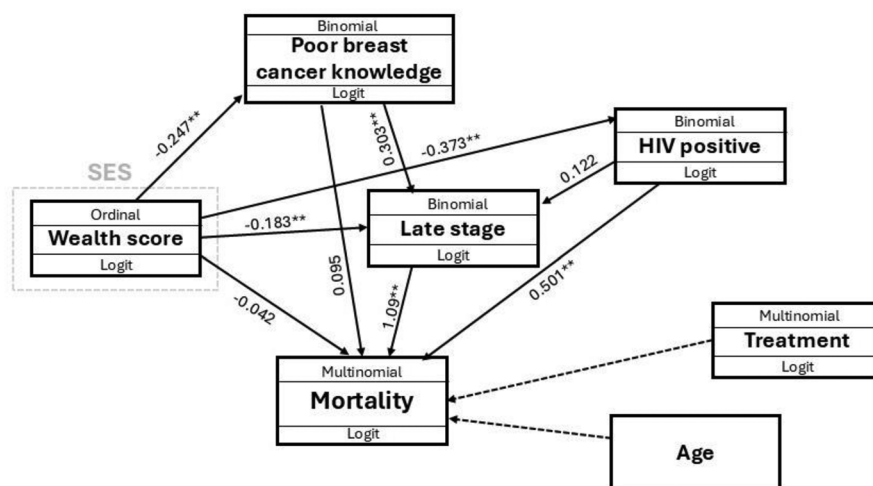 Binomial
Poor breast
cancer knowledge
Logit
-0.247**
0.303**
-0.373**
Binomial
HIV positive
Logit
SES
0.122
Ordinal
Wealth score
Logit
-0.183**
Binomial
Late stage
Logit
0.095
-0.042
1.09**
0.501**
Multinomial
Treatment
Logit
Multinomial
Mortality
Logit
Age